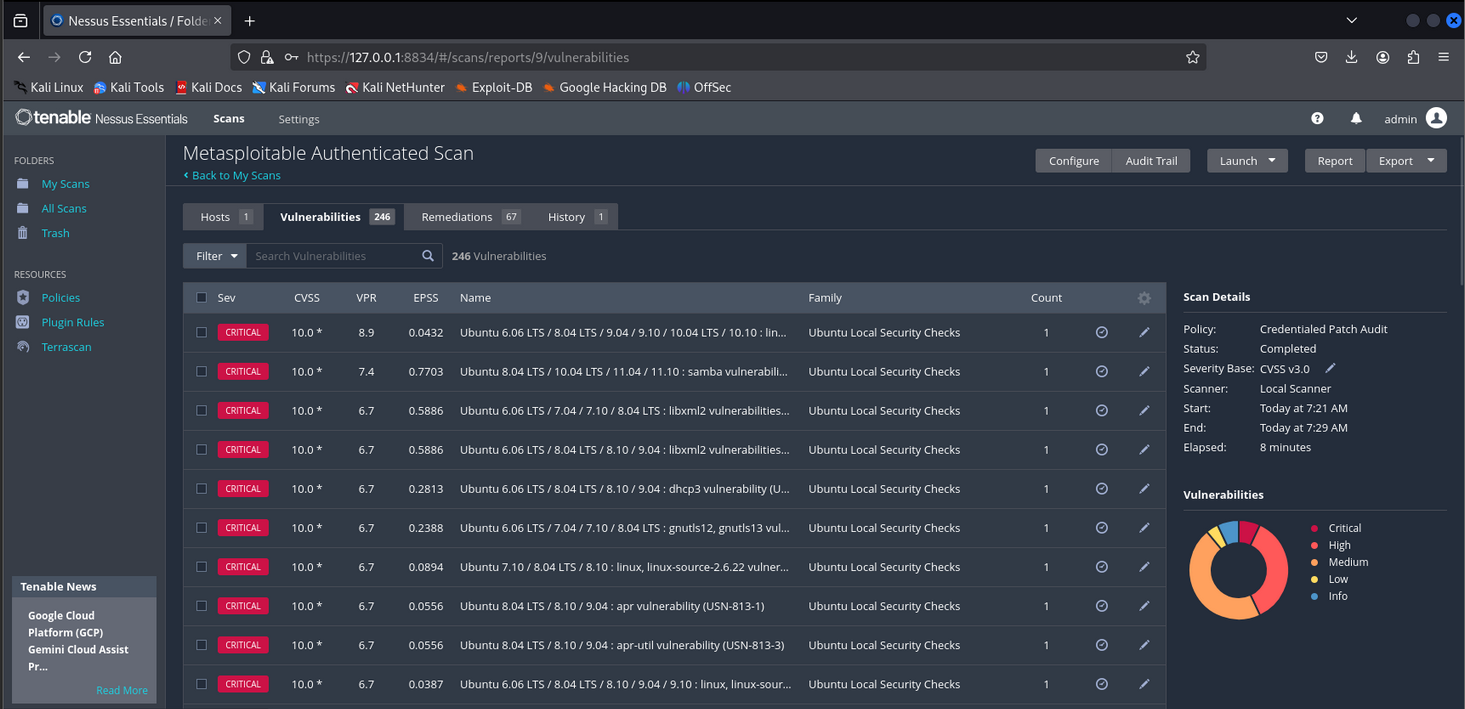 Nessus Essentials / Folde
https://127.0.0.1:8834/#/scans/reports/9/vulnerabilities
Kali Linux Kali Tools Kali Docs Kali Forums Kali NetHunter Exploit-DB Google Hacking DB OffSec
tenable Nessus Essentials Scans Settings admin
FOLDERS
My Scans
All Scans
Trash
RESOURCES
Policies
Plugin Rules
Terrascan
Tenable News
Google Cloud
Platform (GCP)
Gemini Cloud Assist
Pr...
Read More
Metasploitable Authenticated Scan
Back to My Scans
Configure Audit Trail Launch Report Export
Hosts 1 Vulnerabilities 246 Remediations 67 History 1
Filter Search Vulnerabilities 246 Vulnerabilities
Sev CVSS VPR EPSS Name Family Count
CRITICAL 10.0 * 8.9 0.0432 Ubuntu 6.06 LTS / 8.04 LTS / 9.04 / 9.10 / 10.04 LTS / 10.10 : lin... Ubuntu Local Security Checks 1
CRITICAL 10.0 * 7.4 0.7703 Ubuntu 8.04 LTS / 10.04 LTS / 11.04 / 11.10 : samba vulnerabili... Ubuntu Local Security Checks 1
CRITICAL 10.0 * 6.7 0.5886 Ubuntu 6.06 LTS / 7.04 / 7.10 / 8.04 LTS : libxml2 vulnerabilities... Ubuntu Local Security Checks 1
CRITICAL 10.0 * 6.7 0.5886 Ubuntu 6.06 LTS / 8.04 LTS / 8.10 / 9.04 : libxml2 vulnerabilities... Ubuntu Local Security Checks 1
CRITICAL 10.0 * 6.7 0.2813 Ubuntu 6.06 LTS / 8.04 LTS / 8.10 / 9.04 : dhcp3 vulnerability (U... Ubuntu Local Security Checks 1
CRITICAL 10.0 * 6.7 0.2388 Ubuntu 6.06 LTS / 7.04 / 7.10 / 8.04 LTS : gnutls12, gnutls13 vul... Ubuntu Local Security Checks 1
CRITICAL 10.0 * 6.7 0.0894 Ubuntu 7.10 / 8.04 LTS / 8.10 : linux, linux-source-2.6.22 vulner... Ubuntu Local Security Checks 1
CRITICAL 10.0 * 6.7 0.0556 Ubuntu 8.04 LTS / 8.10 / 9.04 : apr vulnerability (USN-813-1) Ubuntu Local Security Checks 1
CRITICAL 10.0 * 6.7 0.0556 Ubuntu 8.04 LTS / 8.10 / 9.04 : apr-util vulnerability (USN-813-3) Ubuntu Local Security Checks 1
CRITICAL 10.0 * 6.7 0.0387 Ubuntu 6.06 LTS / 8.04 LTS / 8.10 / 9.04 / 9.10 : linux, linux-sour... Ubuntu Local Security Checks 1
Scan Details
Policy: Credentialed Patch Audit
Status: Completed
Severity Base: CVSS v3.0
Scanner: Local Scanner
Start: Today at 7:21 AM
End: Today at 7:29 AM
Elapsed: 8 minutes
Vulnerabilities
Critical
High
Medium
Low
Info